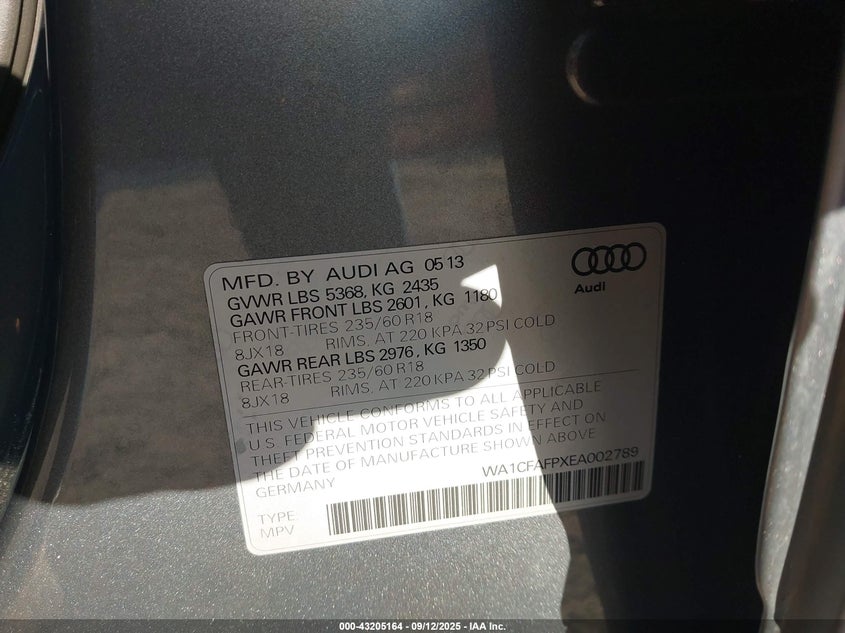 MFD. BY AUDI AG 05 13
GVWR LBS 5368, KG 2435
GAWR FRONT LBS 2601, KG 1180
FRONT-TIRES 235/60 R18
8JX18 RIMS, AT 220 KPA 32 PSI COLD
GAWR REAR LBS 2976, KG 1350
REAR-TIRES 235/60 R18
8JX18 RIMS, AT 220 KPA 32 PSI COLD
Audi
THIS VEHICLE CONFORMS TO ALL APPLICABLE
U.S. FEDERAL MOTOR VEHICLE SAFETY AND
THEFT PREVENTION STANDARDS IN EFFECT ON
THE DATE OF MANUFACTURE SHOWN ABOVE
GERMANY WA1CFAFPXEA002789
TYPE:
MPV
Audi
000-43205164 - 09/12/2025 - IAA Inc.